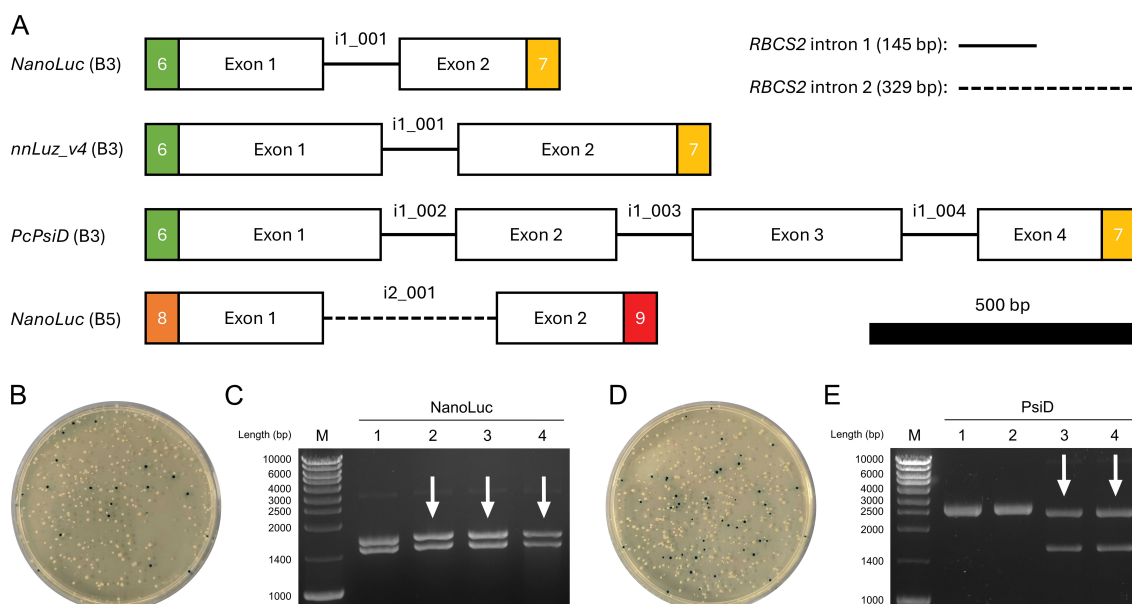 A
NanoLuc (B3)
6
Exon 1
i1_001
Exon 2
7
RBCS2 intron 1 (145 bp):
RBCS2 intron 2 (329 bp):
nnLuz_v4 (B3)
6
Exon 1
i1_001
Exon 2
7
PcPsiD (B3)
6
Exon 1
i1_002
Exon 2
i1_003
Exon 3
i1_004
Exon 4
7
NanoLuc (B5)
8
Exon 1
i2_001
Exon 2
9
500 bp
B
C
NanoLuc
Length (bp)
M
1
2
3
4
10000
6000
4000
3000
2500
2000
1400
1000
D
E
PsiD
Length (bp)
M
1
2
3
4
10000
6000
4000
3000
2500
2000
1400
1000